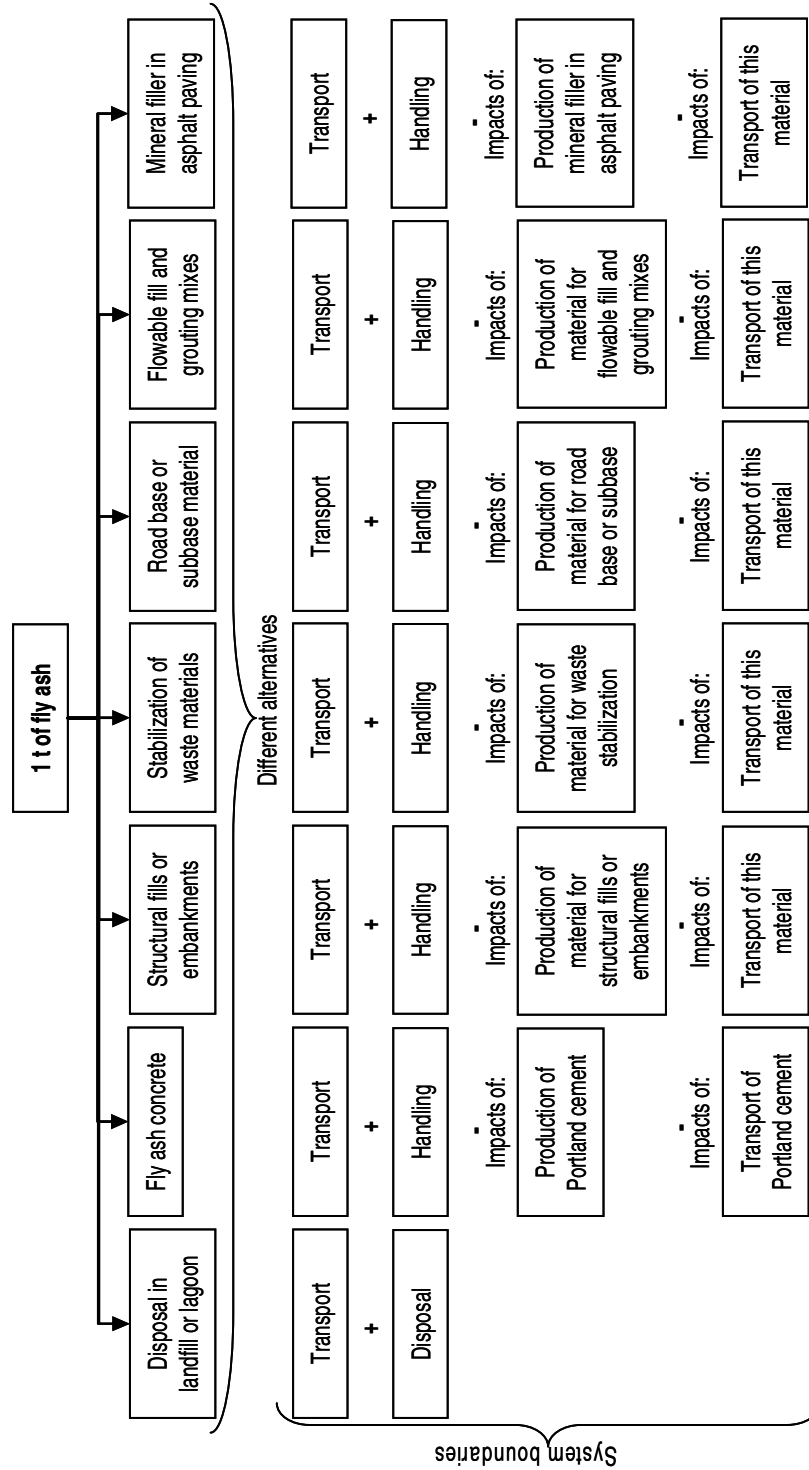 1 t of fly ash
Disposal in
landfill or lagoon
Fly ash concrete
Structural fills or
embankments
Stabilization of
waste materials
Road base or
subbase material
Flowable fill and
grouting mixes
Mineral filler in
asphalt paving
Different alternatives
System boundaries
Transport
+
Disposal
Transport
+
Handling
-
Impacts of:
Production of
Portland cement
-
Impacts of:
Transport of
Portland cement
Transport
+
Handling
-
Impacts of:
Production of
material for
structural fills or
embankments
-
Impacts of:
Transport of this
material
Transport
+
Handling
-
Impacts of:
Production of
material for waste
stabilization
-
Impacts of:
Transport of this
material
Transport
+
Handling
-
Impacts of:
Production of
material for road
base or subbase
-
Impacts of:
Transport of this
material
Transport
+
Handling
-
Impacts of:
Production of
material for
flowable fill and
grouting mixes
-
Impacts of:
Transport of this
material
Transport
+
Handling
-
Impacts of:
Production of
mineral filler in
asphalt paving
-
Impacts of:
Transport of this
material